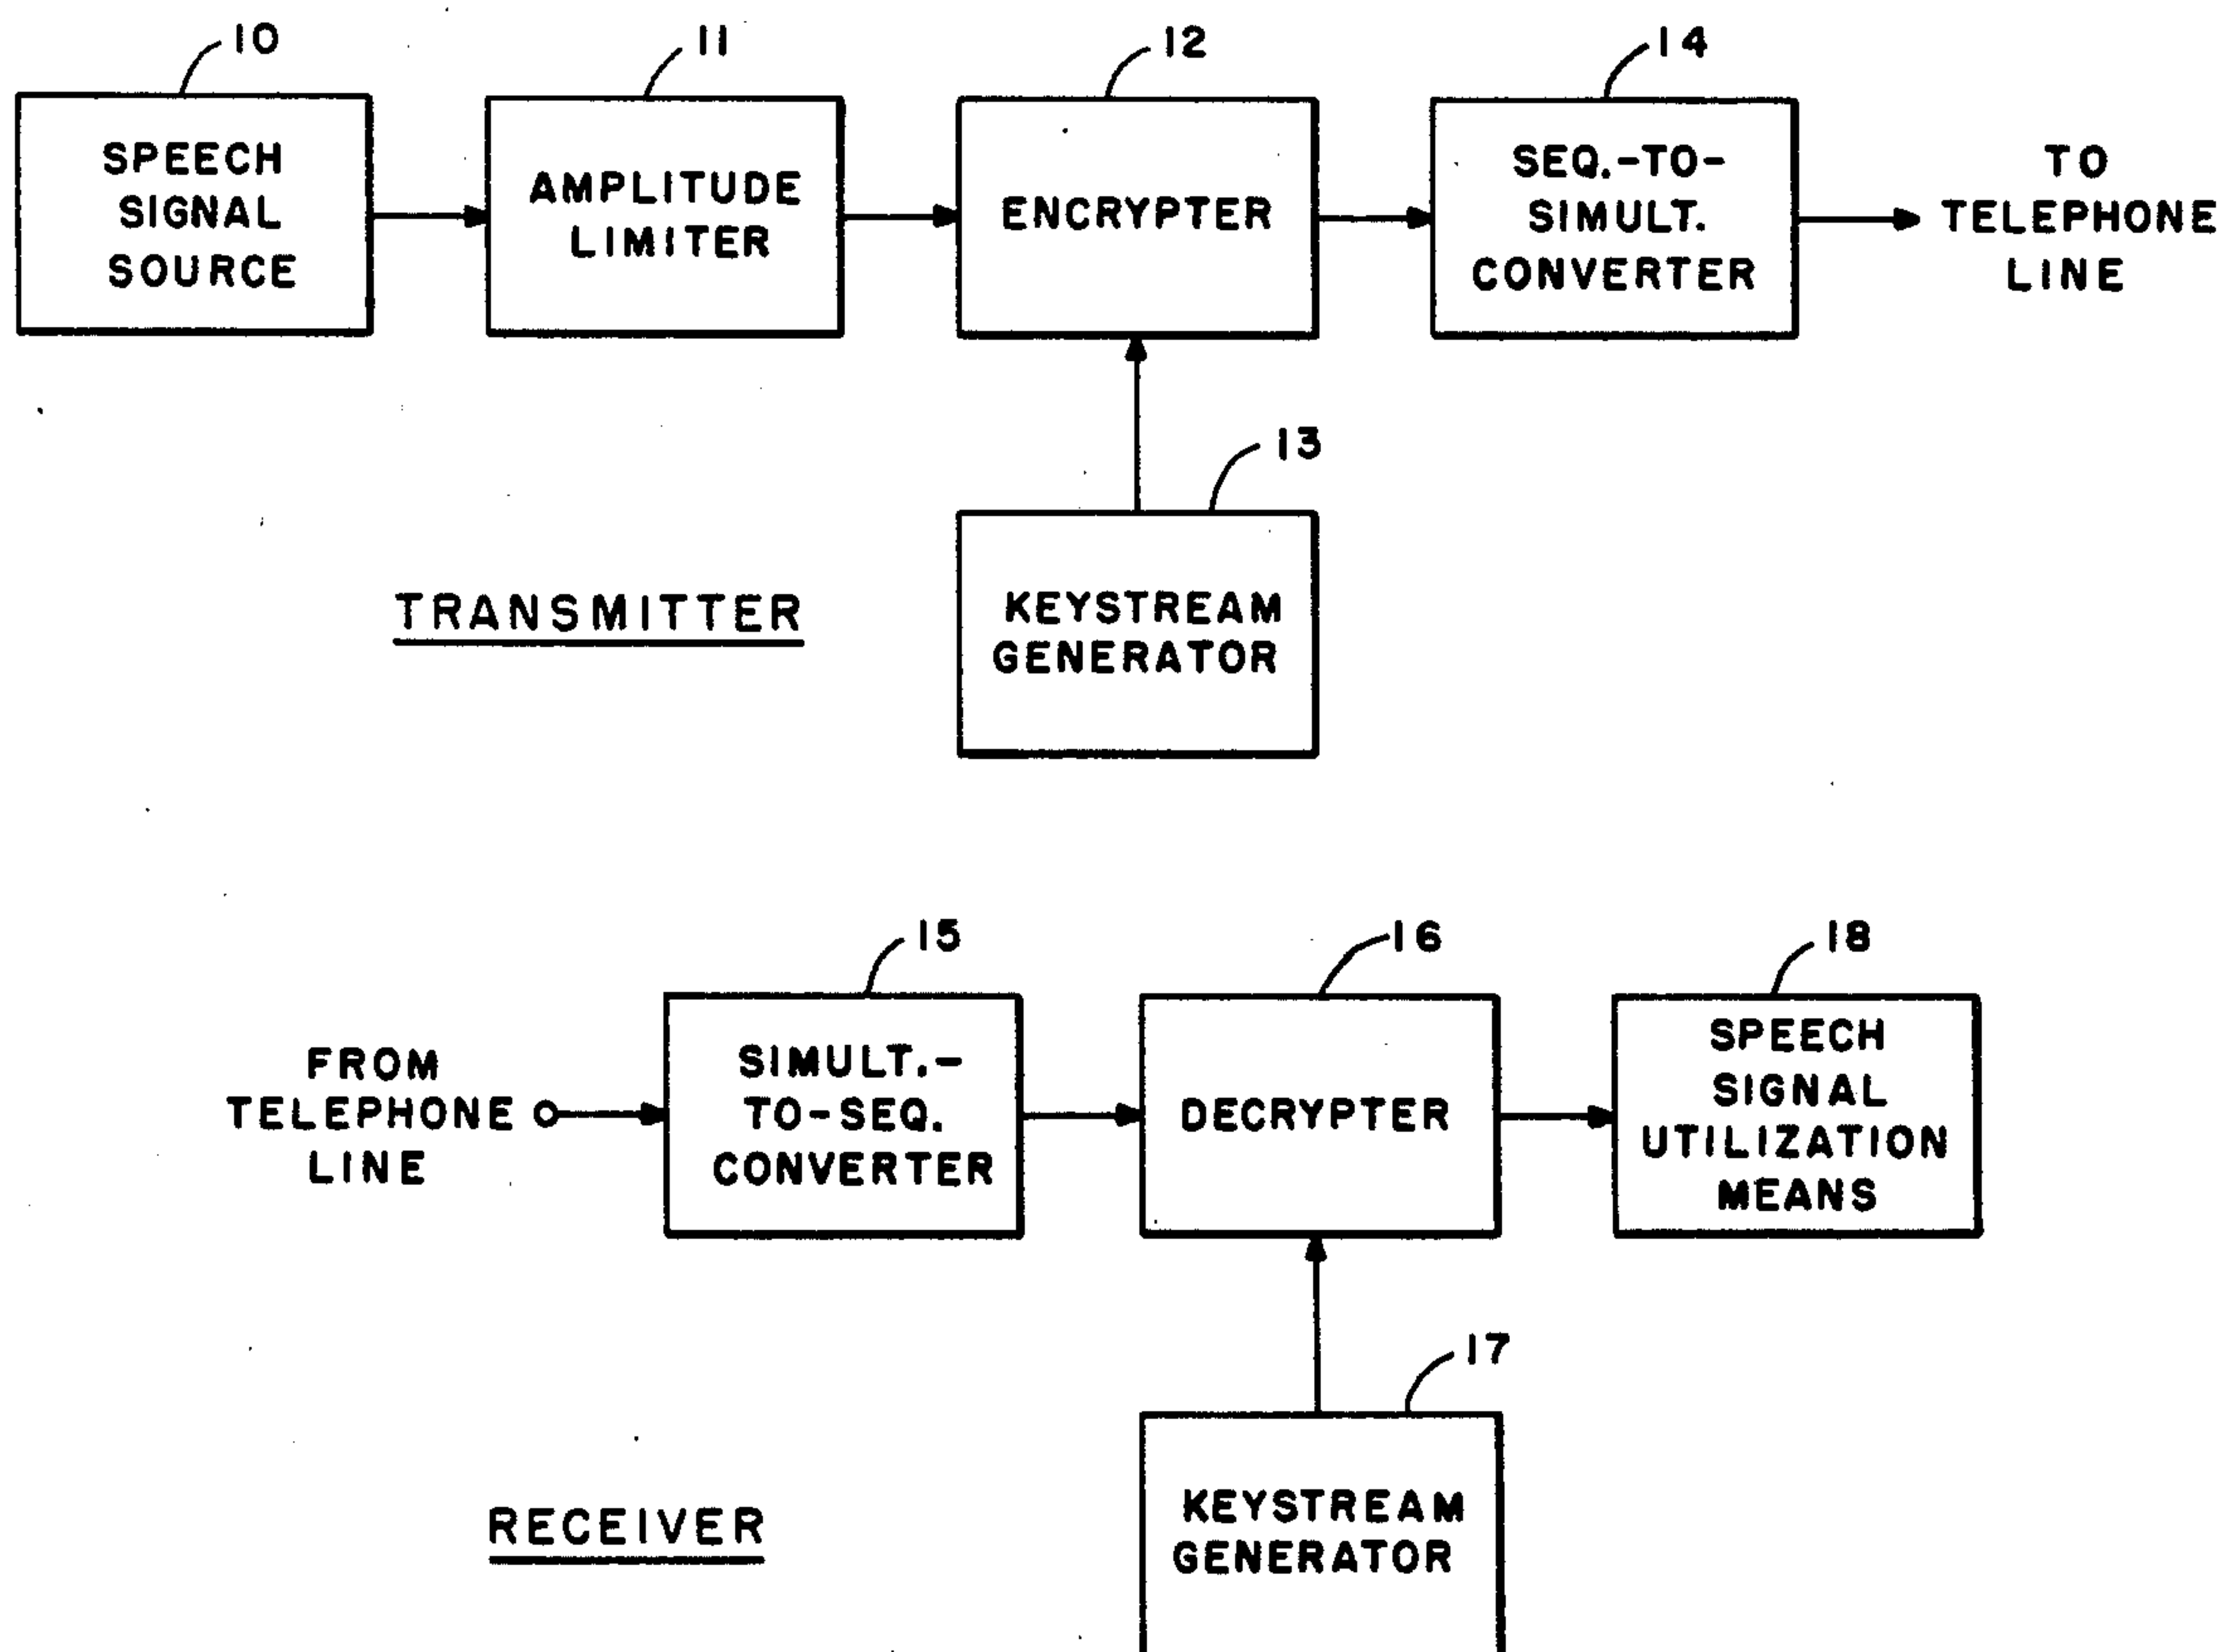 10
SPEECH
SIGNAL
SOURCE
11
AMPLITUDE
LIMITER
12
ENCRYPTER
14
SEQ.-TO-
SIMULT.
CONVERTER
TO
TELEPHONE
LINE
13
KEYSTREAM
GENERATOR
TRANSMITTER
FROM
TELEPHONE
LINE
15
SIMULT.-
TO-SEQ.
CONVERTER
16
DECRYPTER
18
SPEECH
SIGNAL
UTILIZATION
MEANS
17
KEYSTREAM
GENERATOR
RECEIVER